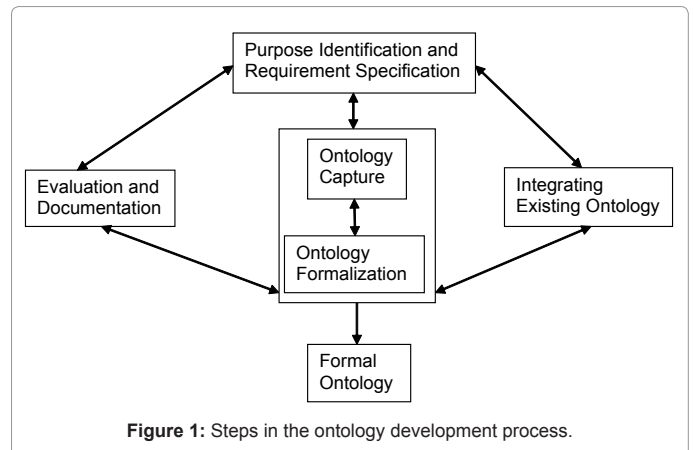 Purpose Identification and
Requirement Specification
Ontology
Capture
Evaluation and
Documentation
Integrating
Existing Ontology
Ontology
Formalization
Formal
Ontology
Figure 1: Steps in the ontology development process.